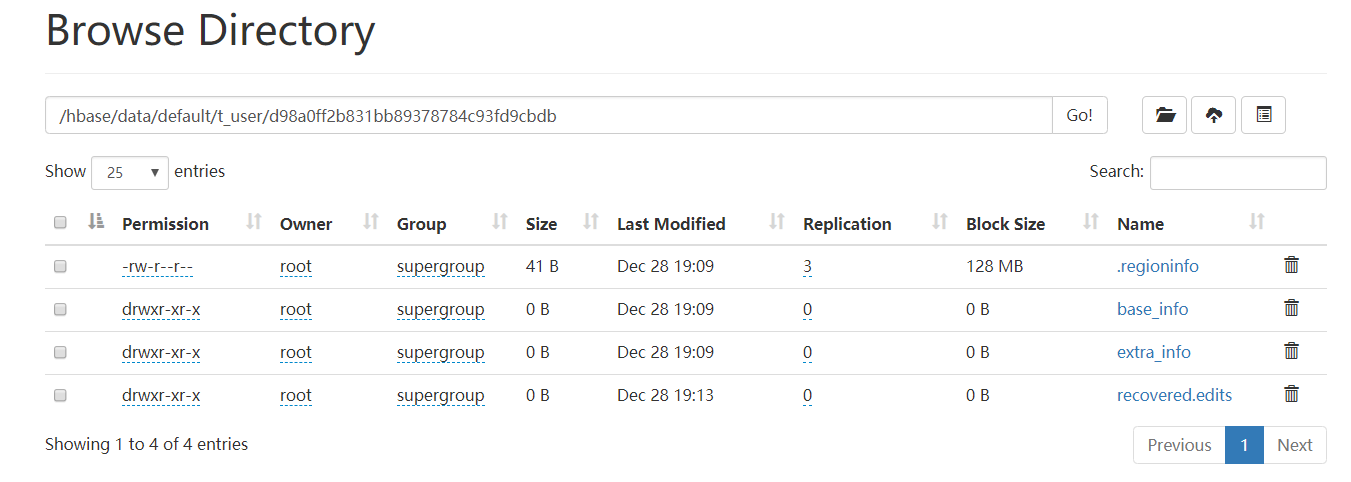 Browse Directory
/hbase/data/default/t_user/d98a0ff2b831bb89378784c93fd9cbdb Go!
Show 25 entries Search:
Permission Owner Group Size Last Modified Replication Block Size Name
-rw-r--r-- root supergroup 41 B Dec 28 19:09 3 128 MB .regioninfo
drwxr-xr-x root supergroup 0 B Dec 28 19:09 0 0 B base_info
drwxr-xr-x root supergroup 0 B Dec 28 19:09 0 0 B extra_info
drwxr-xr-x root supergroup 0 B Dec 28 19:13 0 0 B recovered.edits
Showing 1 to 4 of 4 entries Previous 1 Next